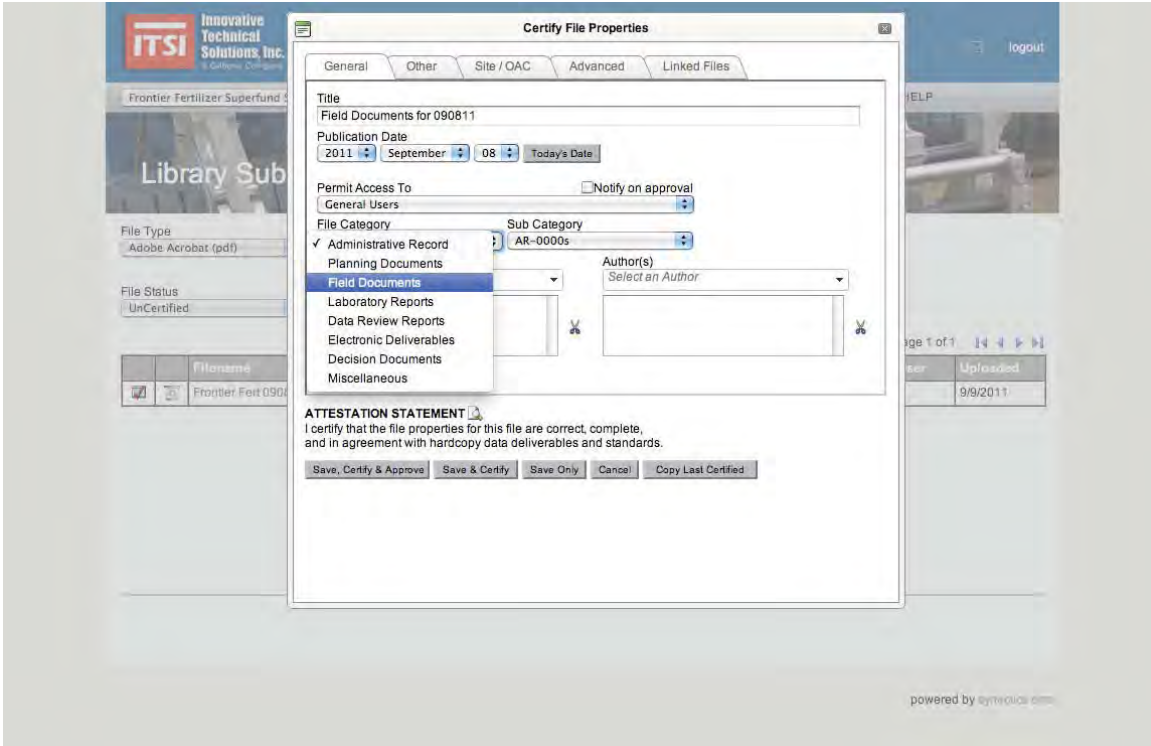 ITSI
Innovative
Technical
Solutions, Inc.
logout
Frontier Fertilizer Superfund
HELP
Library Sub
File Type
Adobe Acrobat (pdf)
File Status
UnCertified
age 1 of 1
Filename
Uploaded
Frontier Fert 090
9/9/2011
Certify File Properties
General Other Site / OAC Advanced Linked Files
Title
Field Documents for 090811
Publication Date
2011 September 08 Today's Date
Permit Access To Notify on approval
General Users
File Category Sub Category
✓ Administrative Record AR-0000s
Planning Documents Author(s)
Field Documents Select an Author
Laboratory Reports
Data Review Reports
Electronic Deliverables
Decision Documents
Miscellaneous
ATTESTATION STATEMENT
I certify that the file properties for this file are correct, complete,
and in agreement with hardcopy data deliverables and standards.
Save, Certify & Approve Save & Certify Save Only Cancel Copy Last Certified
powered by